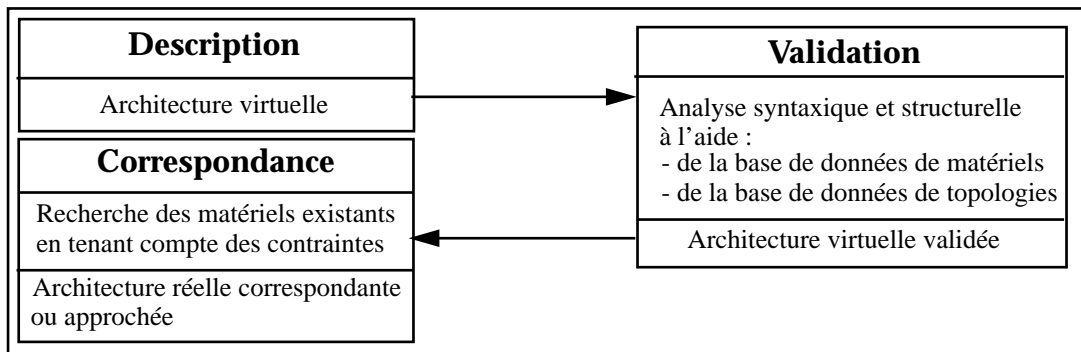 Description
Architecture virtuelle
Validation
Analyse syntaxique et structurelle
à l’aide :
- de la base de données de matériels
- de la base de données de topologies
Architecture virtuelle validée
Correspondance
Recherche des matériels existants
en tenant compte des contraintes
Architecture réelle correspondante
ou approchée